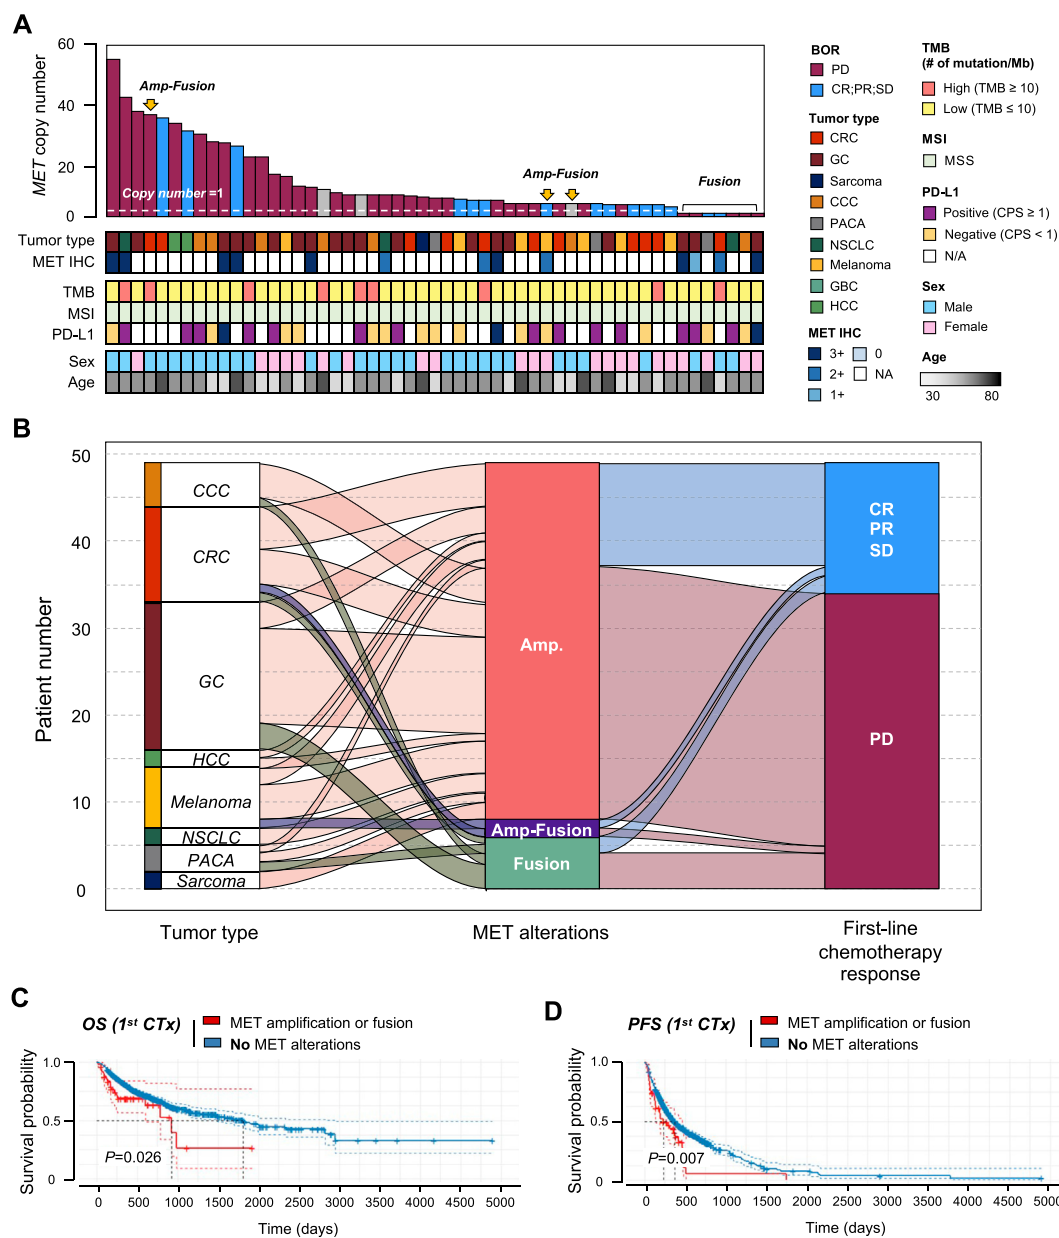 A
60
40
20
0
MET copy number
Amp-Fusion
Copy number =1
Amp-Fusion
Fusion
Tumor type
MET IHC
TMB
MSI
PD-L1
Sex
Age
BOR
PD
CR;PR;SD
Tumor type
CRC
GC
Sarcoma
CCC
PACA
NSCLC
Melanoma
GBC
HCC
MET IHC
3+
0
2+
NA
1+
TMB
(# of mutation/Mb)
High (TMB ≥ 10)
Low (TMB ≤ 10)
MSI
MSS
PD-L1
Positive (CPS ≥ 1)
Negative (CPS < 1)
N/A
Sex
Male
Female
Age
30 80
B
50
40
30
20
10
0
Patient number
CCC
CRC
GC
HCC
Melanoma
NSCLC
PACA
Sarcoma
Amp.
Amp-Fusion
Fusion
CR
PR
SD
PD
Tumor type
MET alterations
First-line
chemotherapy
response
C
OS (1st CTx)
MET amplification or fusion
No MET alterations
Survival probability
1.0
0.5
0
P=0.026
0 500 1000 1500 2000 2500 3000 3500 4000 4500 5000
Time (days)
D
PFS (1st CTx)
MET amplification or fusion
No MET alterations
Survival probability
1.0
0.5
0
P=0.007
0 500 1000 1500 2000 2500 3000 3500 4000 4500 5000
Time (days)